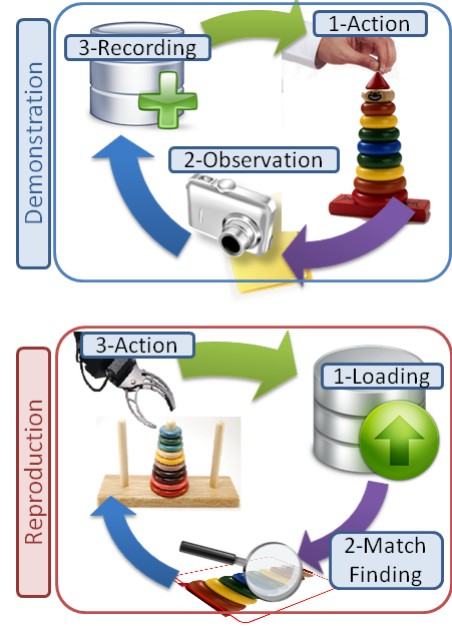 Demonstration
3-Recording
1-Action
2-Observation
Reproduction
3-Action
1-Loading
2-Match
Finding